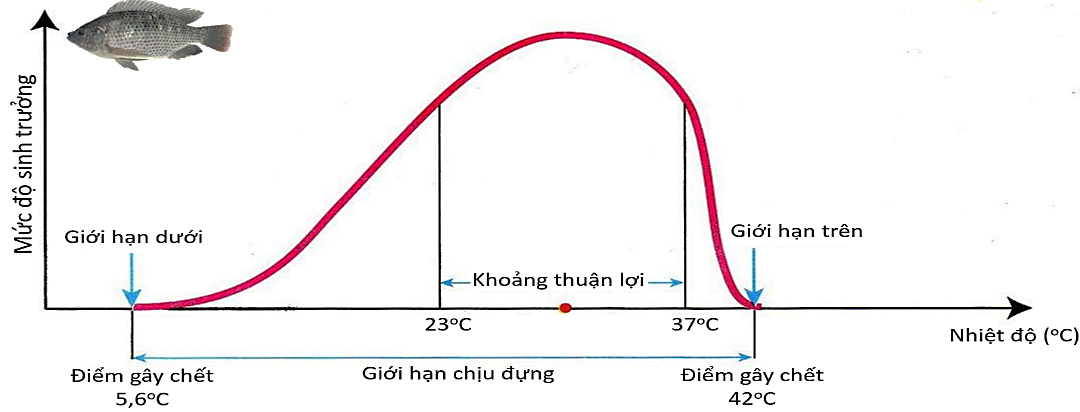 Mức độ sinh trưởng
Giới hạn dưới
Giới hạn trên
Khoảng thuận lợi
23°C
37°C
Nhiệt độ (°C)
Điểm gây chết
5,6°C
Giới hạn chịu đựng
Điểm gây chết
42°C